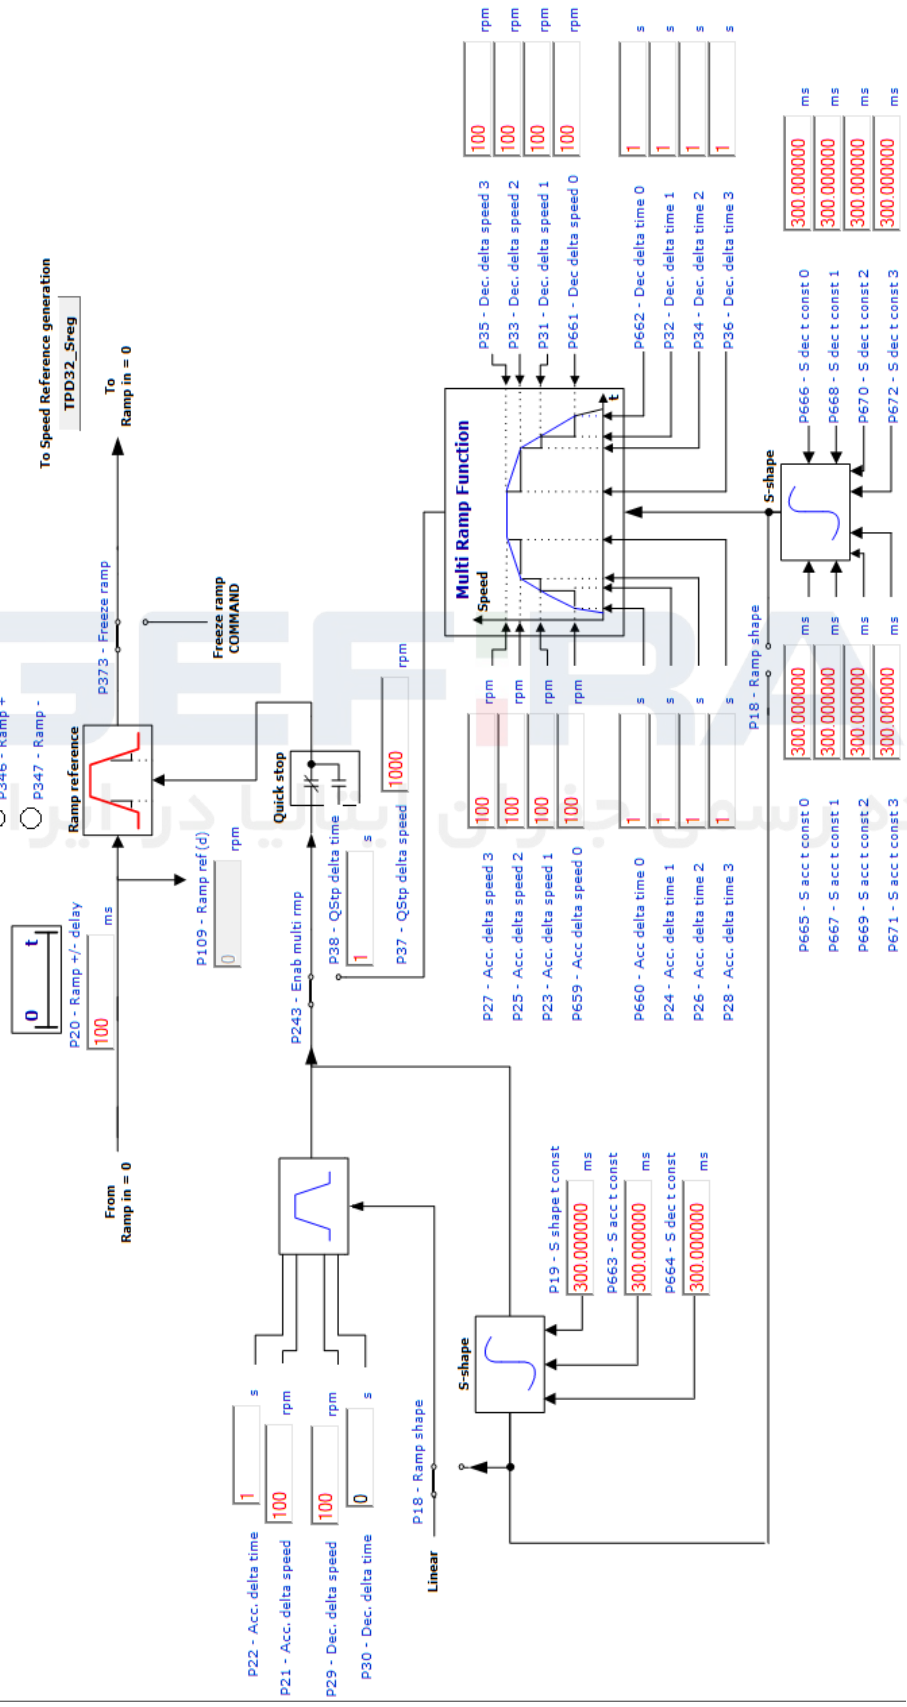 P346 - Ramp +
P347 - Ramp -
0 t
P20 - Ramp +/- delay
100 ms
From
Ramp in = 0
Ramp reference
P373 - Freeze ramp
To Speed Reference generation
TPD32_Sreg
To
Ramp in = 0
P109 - Ramp ref (d)
0 rpm
Freeze ramp
COMMAND
P22 - Acc. delta time 1 s
P21 - Acc. delta speed 100 rpm
P29 - Dec. delta speed 100 rpm
P30 - Dec. delta time 0 s
P243 - Enab multi rmp
Quick stop
P38 - QStp delta time
1 s
P37 - QStp delta speed 1000 rpm
Linear
P18 - Ramp shape
S-shape
P19 - S shape t const
300.000000 ms
P663 - S acc t const
300.000000 ms
P664 - S dec t const
300.000000 ms
Multi Ramp Function
Speed
t
P27 - Acc. delta speed 3 100 rpm
P25 - Acc. delta speed 2 100 rpm
P23 - Acc. delta speed 1 100 rpm
P659 - Acc delta speed 0 100 rpm
P660 - Acc delta time 0 1 s
P24 - Acc. delta time 1 1 s
P26 - Acc. delta time 2 1 s
P28 - Acc. delta time 3 1 s
P35 - Dec. delta speed 3 100 rpm
P33 - Dec. delta speed 2 100 rpm
P31 - Dec. delta speed 1 100 rpm
P661 - Dec delta speed 0 100 rpm
P662 - Dec delta time 0 1 s
P32 - Dec. delta time 1 1 s
P34 - Dec. delta time 2 1 s
P36 - Dec. delta time 3 1 s
P18 - Ramp shape
S-shape
P665 - S acc t const 0 300.000000 ms
P667 - S acc t const 1 300.000000 ms
P669 - S acc t const 2 300.000000 ms
P671 - S acc t const 3 300.000000 ms
P666 - S dec t const 0 300.000000 ms
P668 - S dec t const 1 300.000000 ms
P670 - S dec t const 2 300.000000 ms
P672 - S dec t const 3 300.000000 ms
GEFRA
رسمی جفران ایتالیا در